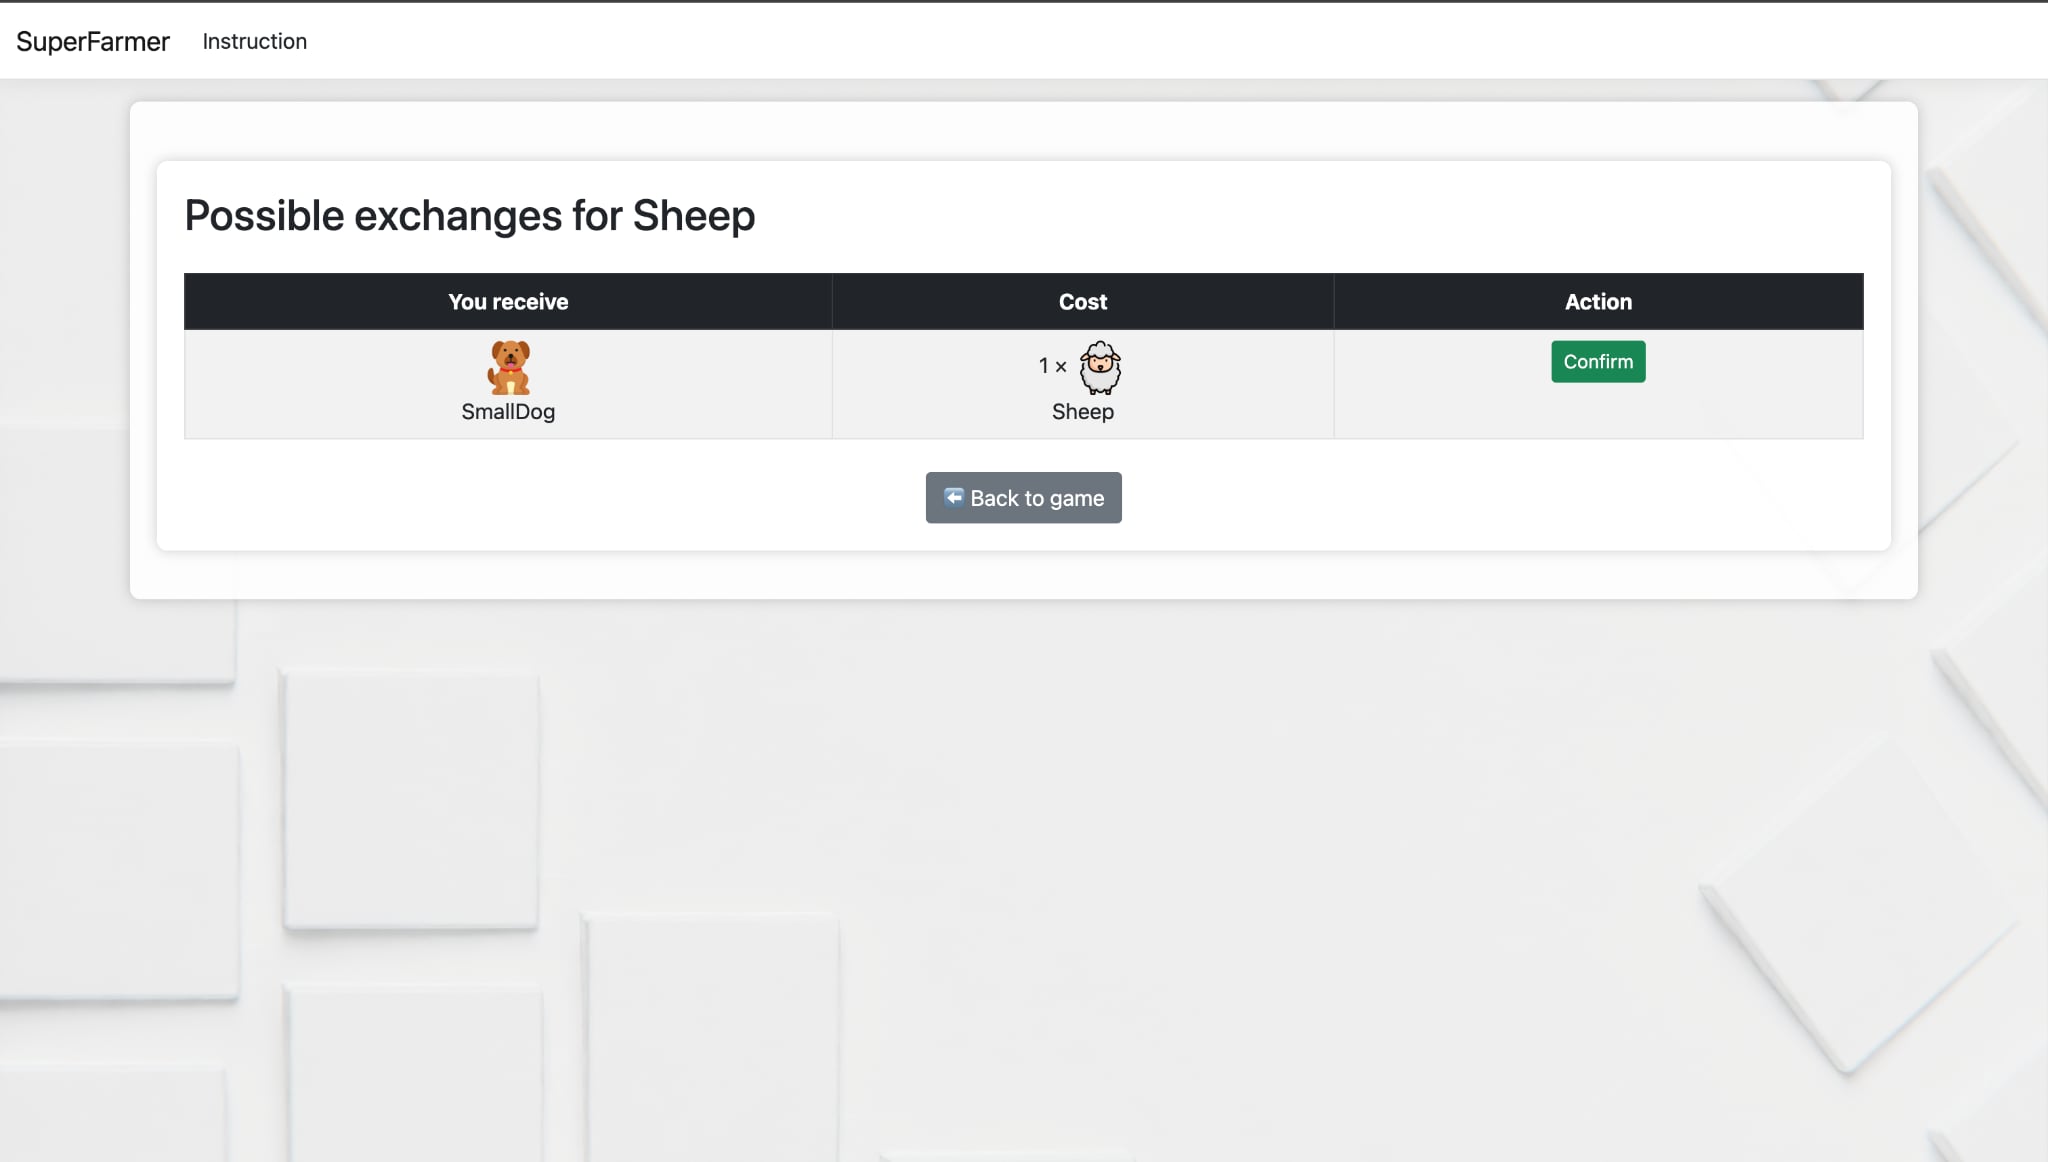 SuperFarmer Instruction
Possible exchanges for Sheep
You receive Cost Action
1 × Confirm
SmallDog Sheep
Back to game